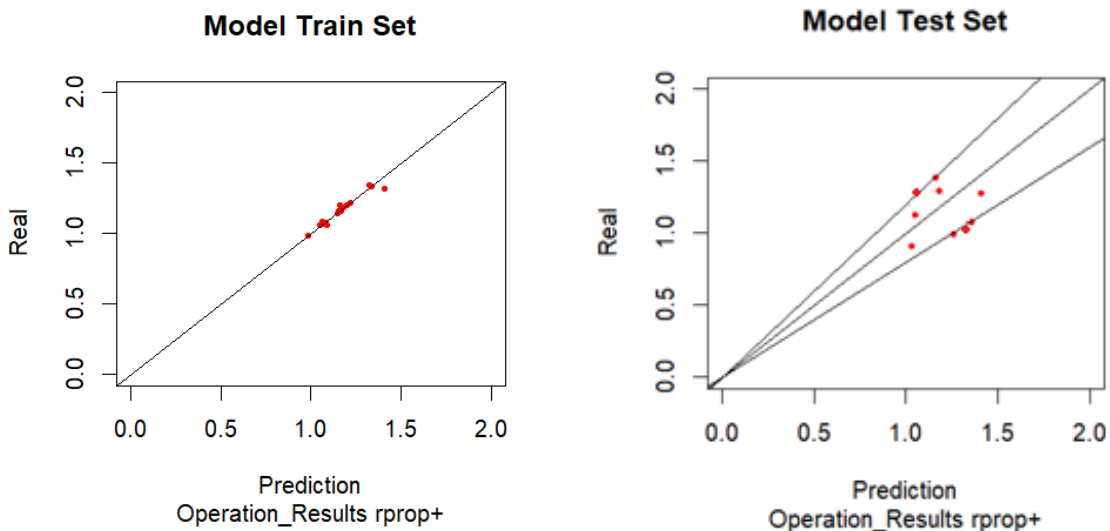 Model Train Set
2.0
1.5
1.0
0.5
0.0
Real
0.0 0.5 1.0 1.5 2.0
Prediction
Operation_Results rprop+
Model Test Set
2.0
1.5
1.0
0.5
0.0
Real
0.0 0.5 1.0 1.5 2.0
Prediction
Operation_Results rprop+